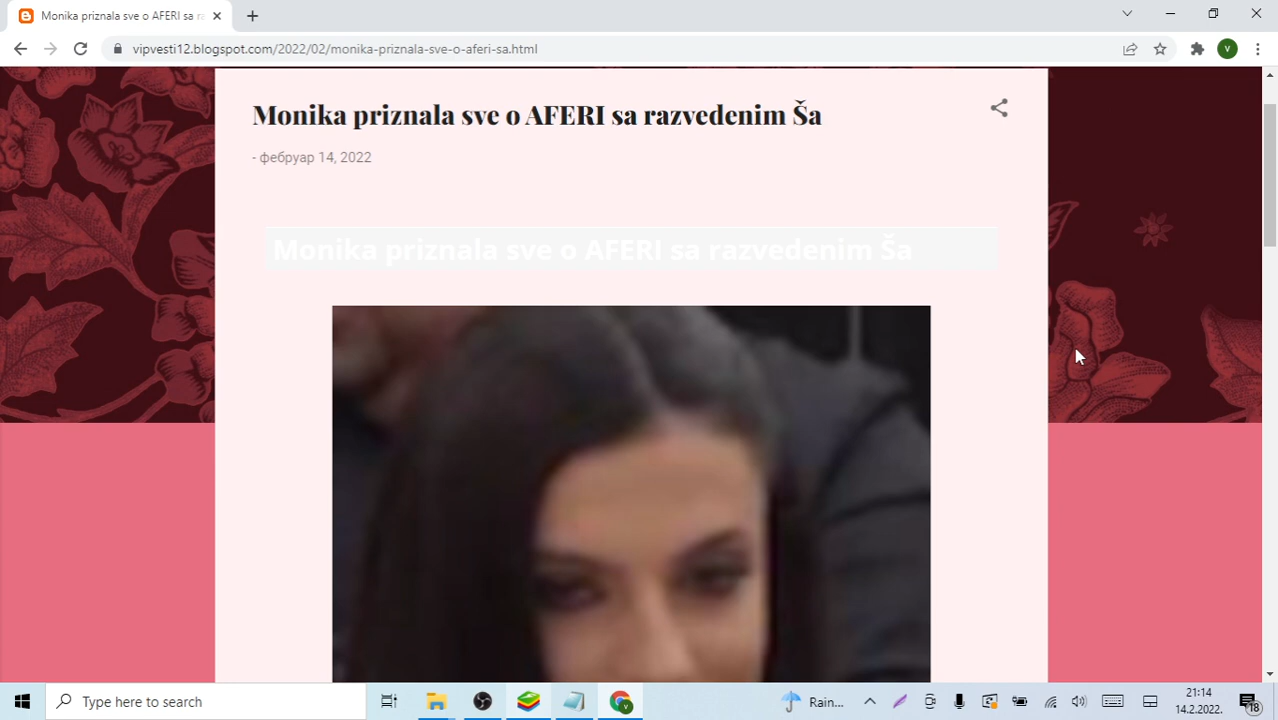 Monika priznala sve o AFERI sa ra
vipvesti12.blogspot.com/2022/02/monika-priznala-sve-o-aferi-sa.html
V
Monika priznala sve o AFERI sa razvedenim Ša
- фебруар 14, 2022
Monika priznala sve o AFERI sa razvedenim Ša
Type here to search
Rain...
21:14
14.2.2022.
18